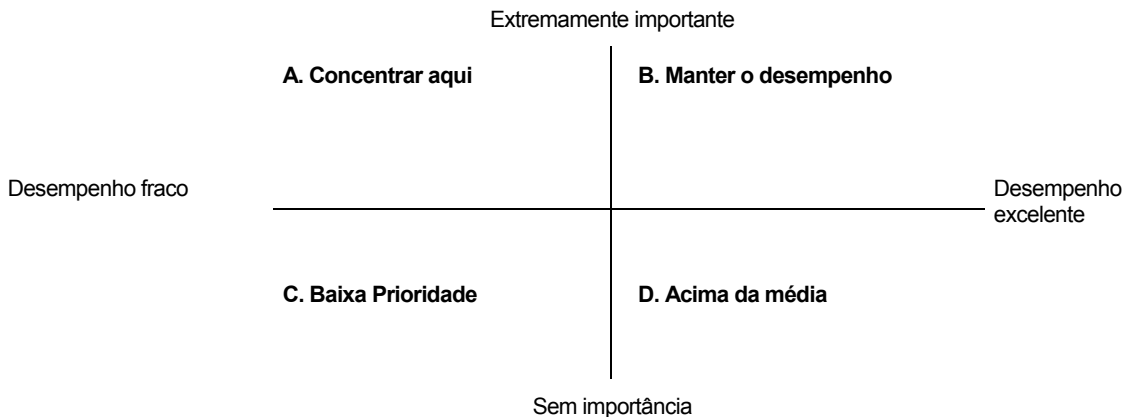 Extremamente importante
A. Concentrar aqui
B. Manter o desempenho
Desempenho fraco
Desempenho
excelente
C. Baixa Prioridade
D. Acima da média
Sem importância